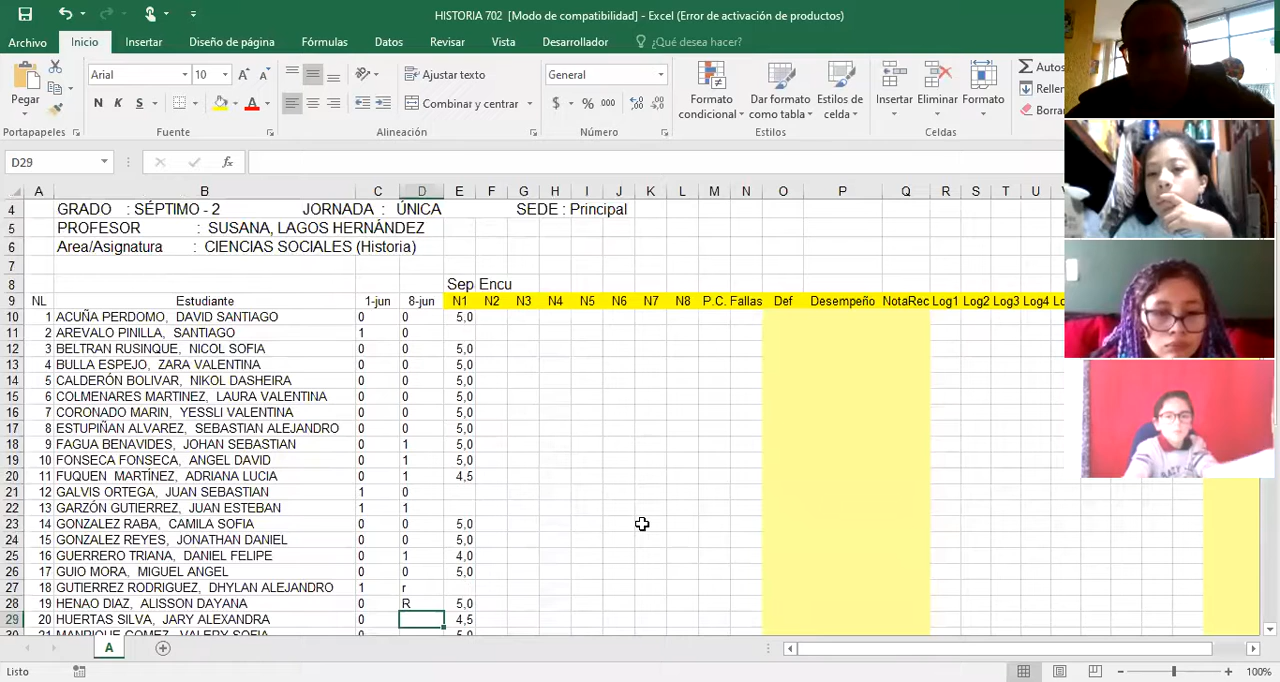 HISTORIA 702 [Modo de compatibilidad] - Excel (Error de activación de productos)
Archivo Inicio Insertar Diseño de página Fórmulas Datos Revisar Vista Desarrollador ¿Qué desea hacer?
Pegar
Arial 10
N K S
Ajustar texto
Combinar y centrar
General
$ % 000
Formato condicional
Dar formato como tabla
Estilos de celda
Insertar Eliminar Formato
Autos
Rellen
Borrar
Portapapeles Fuente Alineación Número Estilos Celdas
D29 fx
A B C D E F G H I J K L M N O P Q R S T U
4 GRADO : SÉPTIMO - 2 JORNADA : ÚNICA SEDE : Principal
5 PROFESOR : SUSANA, LAGOS HERNÁNDEZ
6 Area/Asignatura : CIENCIAS SOCIALES (Historia)
7
8 Sep Encu
9 NL Estudiante 1-jun 8-jun N1 N2 N3 N4 N5 N6 N7 N8 P.C. Fallas Def Desempeño NotaRec Log1 Log2 Log3 Log4
10 1 ACUÑA PERDOMO, DAVID SANTIAGO 0 0 5,0
11 2 AREVALO PINILLA, SANTIAGO 1 0
12 3 BELTRAN RUSINQUE, NICOL SOFIA 0 0 5,0
13 4 BULLA ESPEJO, ZARA VALENTINA 0 0 5,0
14 5 CALDERÓN BOLIVAR, NIKOL DASHEIRA 0 0 5,0
15 6 COLMENARES MARTINEZ, LAURA VALENTINA 0 0 5,0
16 7 CORONADO MARIN, YESSLI VALENTINA 0 0 5,0
17 8 ESTUPIÑAN ALVAREZ, SEBASTIAN ALEJANDRO 0 0 5,0
18 9 FAGUA BENAVIDES, JOHAN SEBASTIAN 0 1 5,0
19 10 FONSECA FONSECA, ANGEL DAVID 0 1 5,0
20 11 FUQUEN MARTÍNEZ, ADRIANA LUCIA 0 1 4,5
21 12 GALVIS ORTEGA, JUAN SEBASTIAN 1 0
22 13 GARZÓN GUTIERREZ, JUAN ESTEBAN 1 1
23 14 GONZALEZ RABA, CAMILA SOFIA 0 0 5,0
24 15 GONZALEZ REYES, JONATHAN DANIEL 0 0 5,0
25 16 GUERRERO TRIANA, DANIEL FELIPE 0 1 4,0
26 17 GUIO MORA, MIGUEL ANGEL 0 0 5,0
27 18 GUTIERREZ RODRIGUEZ, DHYLAN ALEJANDRO 1 r
28 19 HENAO DIAZ, ALISSON DAYANA 0 R 5,0
29 20 HUERTAS SILVA, JARY ALEXANDRA 0 4,5
30 21 MANRIQUE GOMEZ, VALERY SOFIA 5,0
A
Listo 100%